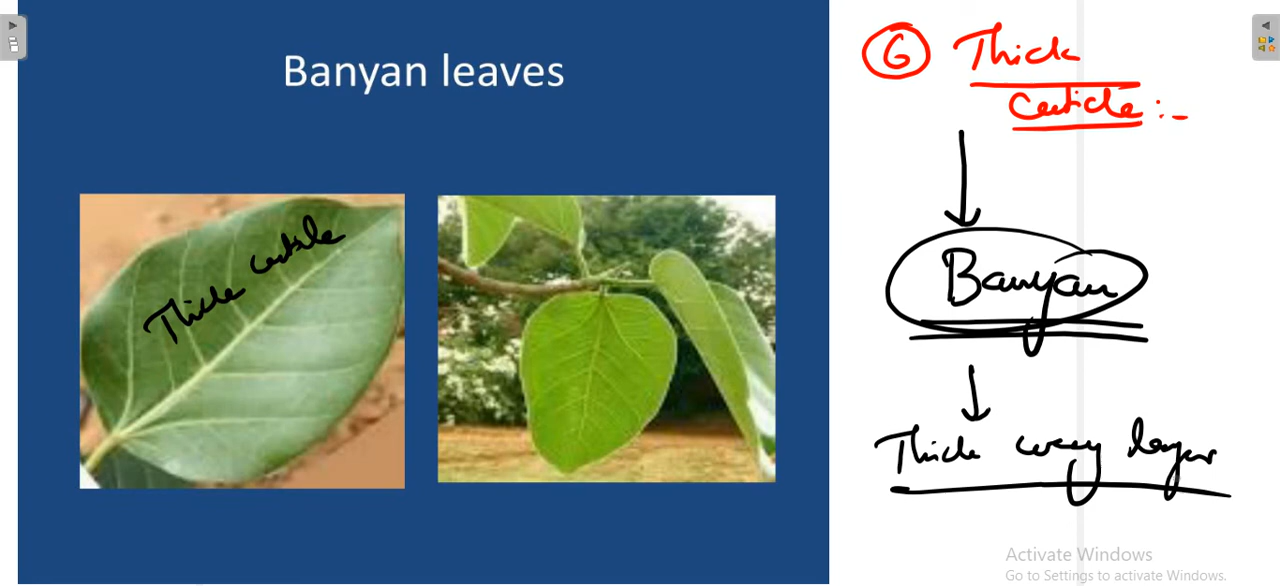 Banyan leaves
Thick cuticle
6 Thick
cuticle :-
Banyan
Thick waxy layer
Activate Windows
Go to Settings to activate Windows.